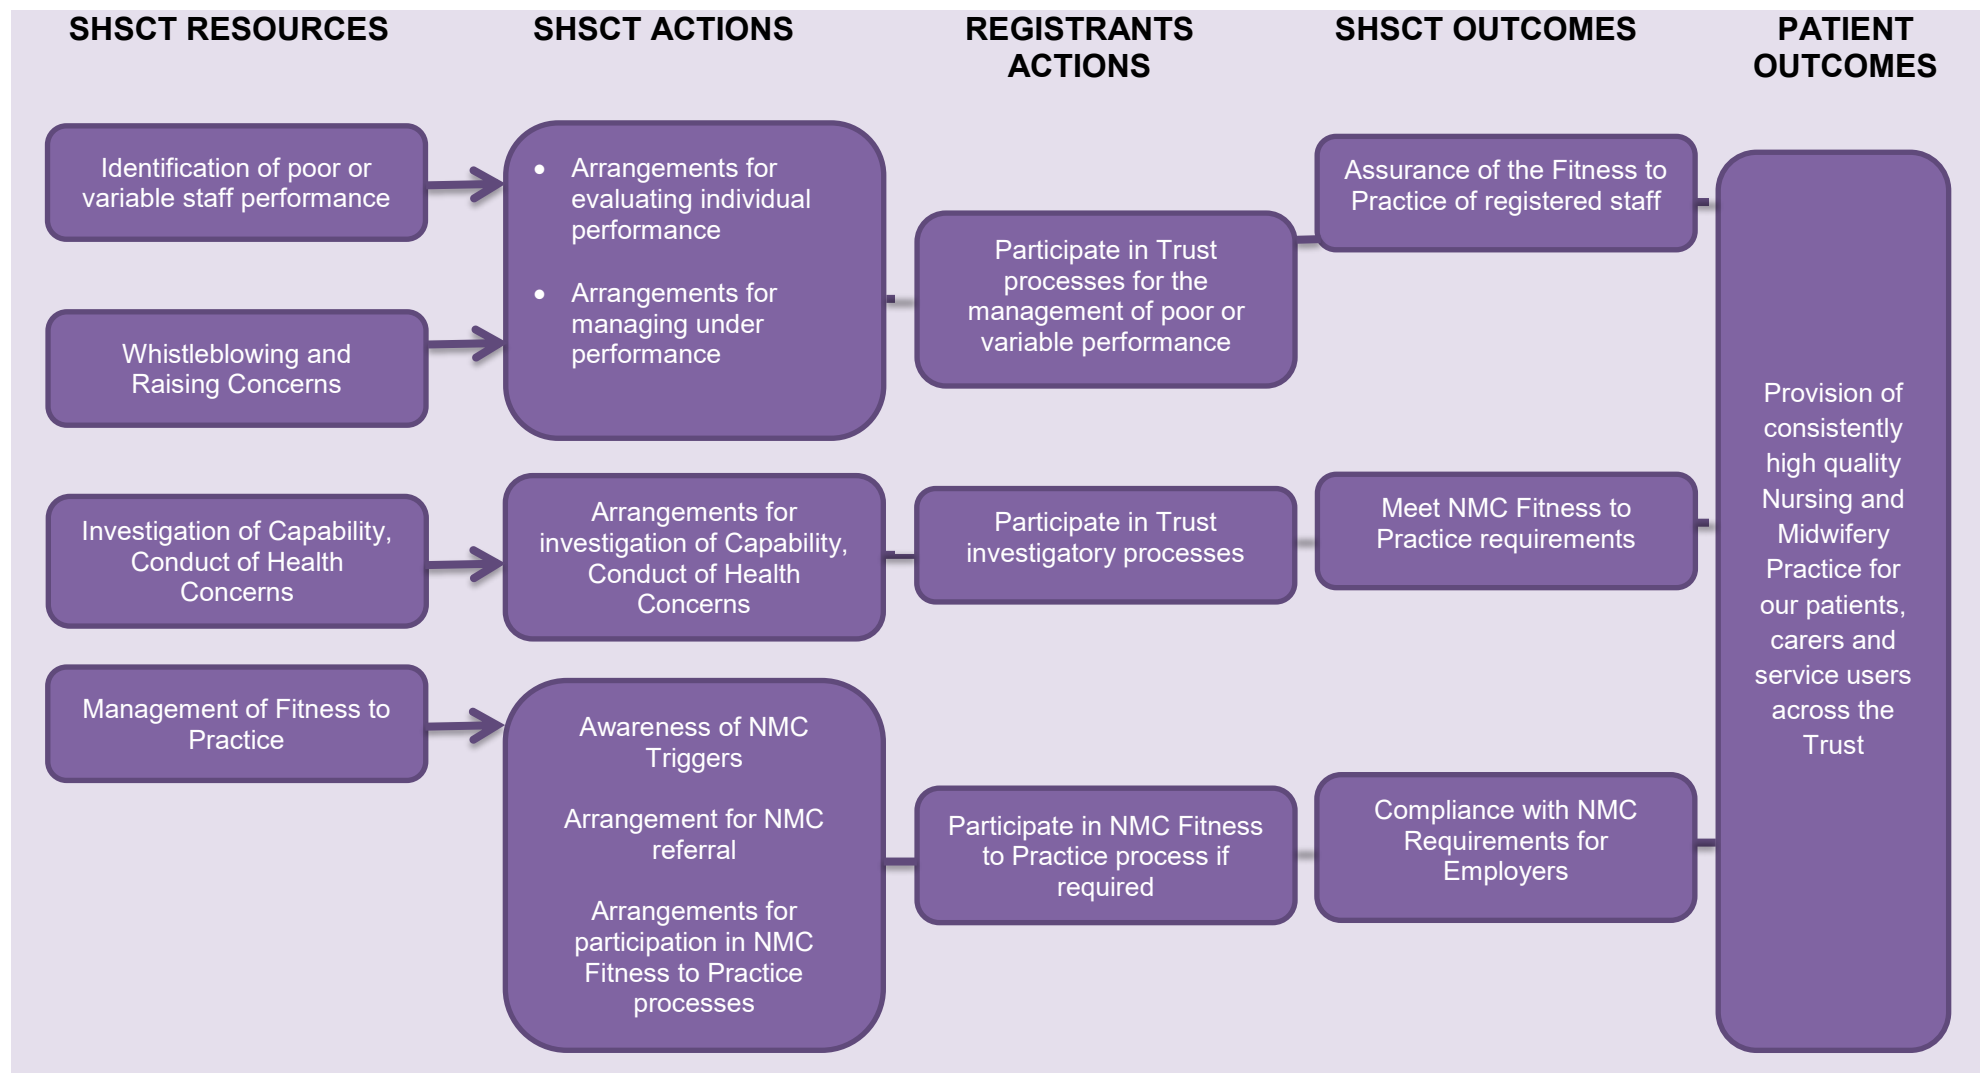 SHSCT RESOURCES
SHSCT ACTIONS
REGISTRANTS
ACTIONS
SHSCT OUTCOMES
PATIENT
OUTCOMES
Identification of poor or
variable staff performance
Whistleblowing and
Raising Concerns
Investigation of Capability,
Conduct of Health
Concerns
Management of Fitness to
Practice
• Arrangements for
evaluating individual
performance
• Arrangements for
managing under
performance
Arrangements for
investigation of Capability,
Conduct of Health
Concerns
Awareness of NMC
Triggers
Arrangement for NMC
referral
Arrangements for
participation in NMC
Fitness to Practice
processes
Participate in Trust
processes for the
management of poor or
variable performance
Participate in Trust
investigatory processes
Participate in NMC Fitness
to Practice process if
required
Assurance of the Fitness to
Practice of registered staff
Meet NMC Fitness to
Practice requirements
Compliance with NMC
Requirements for
Employers
Provision of
consistently
high quality
Nursing and
Midwifery
Practice for
our patients,
carers and
service users
across the
Trust